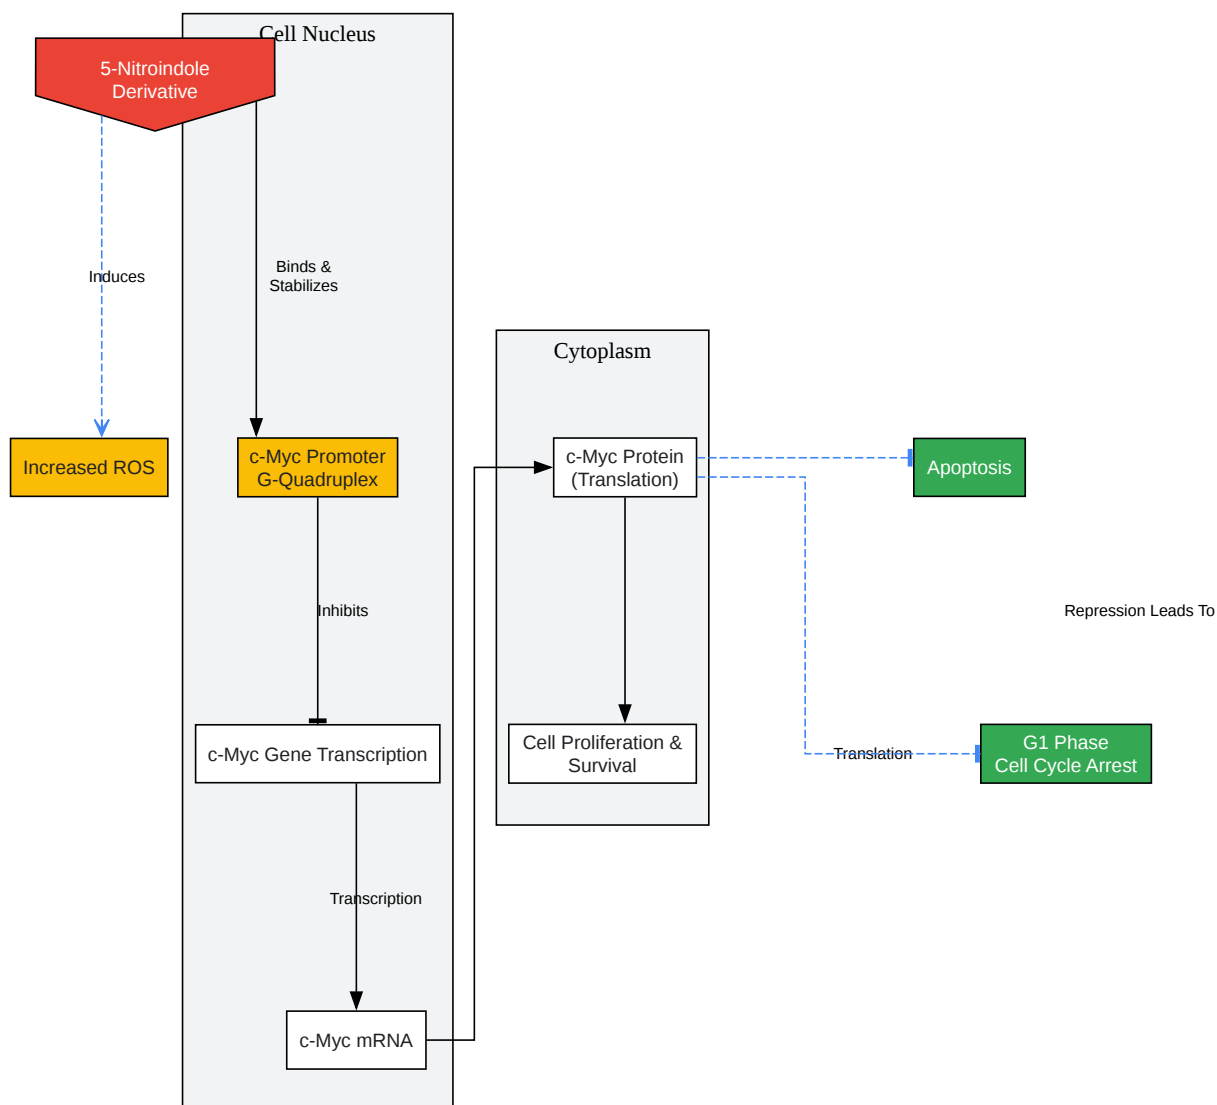 Cell Nucleus
5-Nitroindole
Derivative
Induces
Binds &
Stabilizes
Cytoplasm
Increased ROS
c-Myc Promoter
G-Quadruplex
c-Myc Protein
(Translation)
Apoptosis
Inhibits
Repression Leads To
c-Myc Gene Transcription
Cell Proliferation &
Survival
Translation
G1 Phase
Cell Cycle Arrest
Transcription
c-Myc mRNA